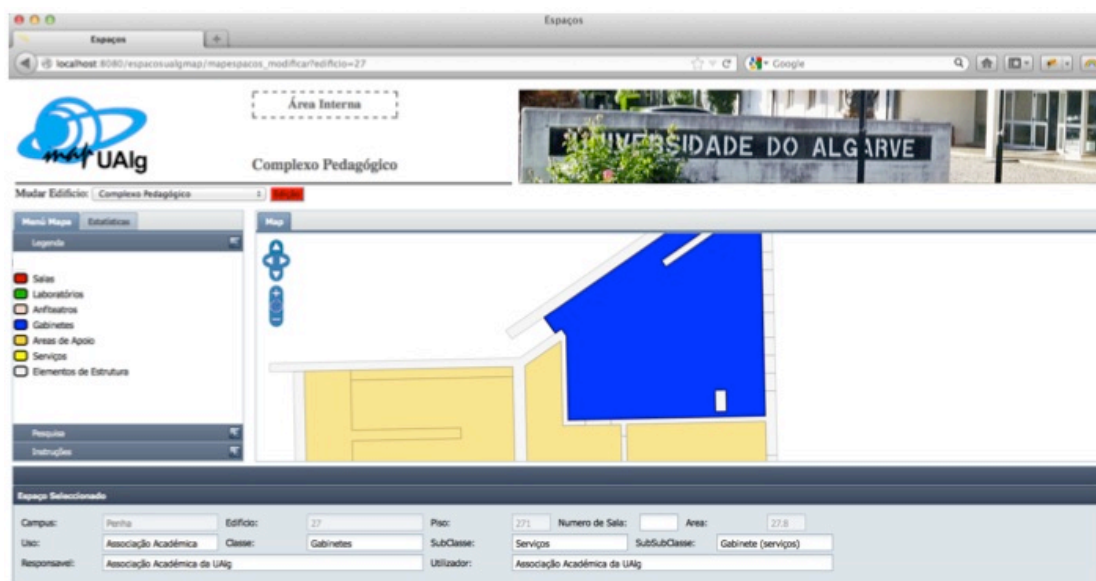 Espaços
Espaços +
localhost:8080/espacosualgmap/mapespacos_modificar?edificio=27
Google
map UAlg
Área Interna
UNIVERSIDADE DO ALGARVE
Complexo Pedagógico
Mudar Edifício: Complexo Pedagógico
Menú Mapa Estatísticas
Map
Legenda
Salas
Laboratórios
Anfiteatros
Gabinetes
Areas de Apoio
Serviços
Elementos de Estrutura
Pesquisa
Instruções
Espaço Seleccionado
Campus: Penha Edifício: 27 Piso: 271 Numero de Sala: Area: 27.8
Uso: Associação Académica Classe: Gabinetes SubClasse: Serviços SubSubClasse: Gabinete (serviços)
Responsavel: Associação Académica da UAlg Utilizador: Associação Académica da UAlg